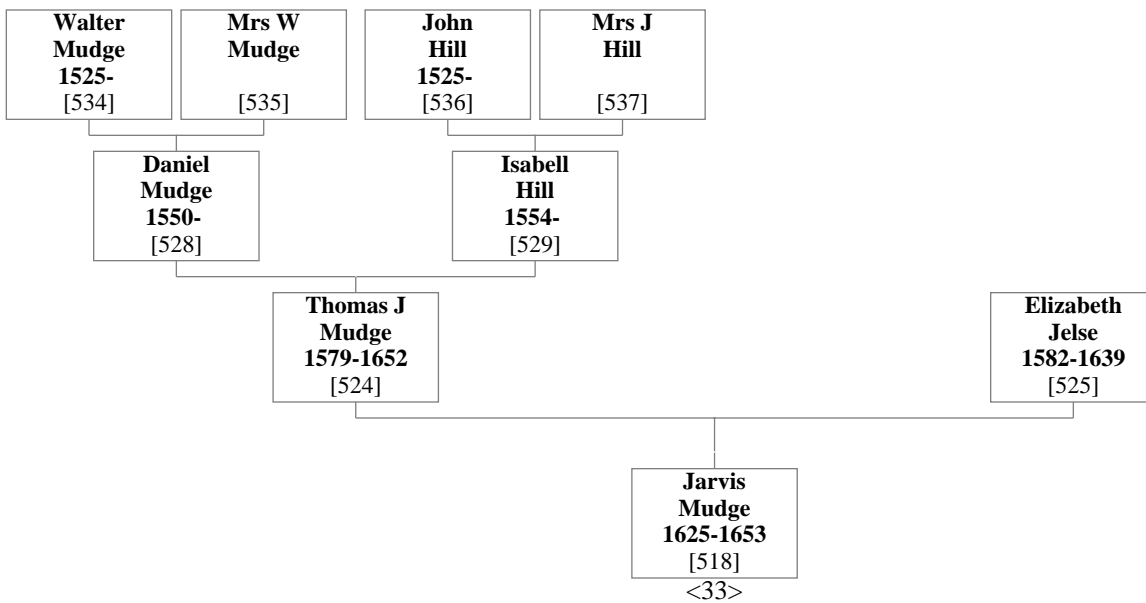 Walter
Mudge
1525-
[534]
Mrs W
Mudge
[535]
John
Hill
1525-
[536]
Mrs J
Hill
[537]
Daniel
Mudge
1550-
[528]
Isabell
Hill
1554-
[529]
Thomas J
Mudge
1579-1652
[524]
Elizabeth
Jelse
1582-1639
[525]
Jarvis
Mudge
1625-1653
[518]
<33>